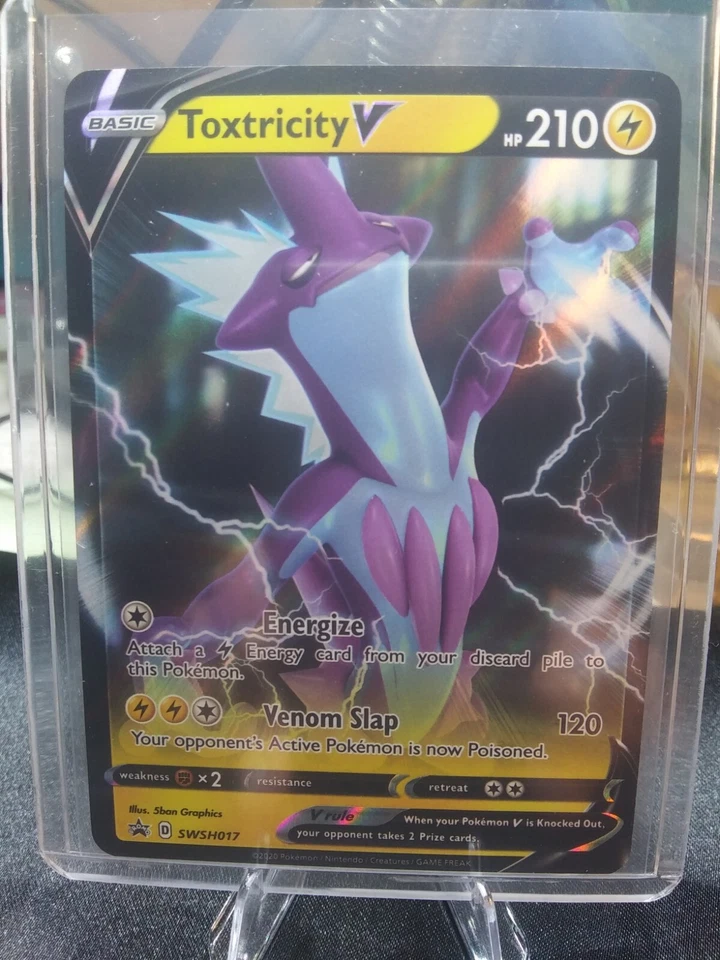 BASIC Toxtricity V HP 210
Energize
Attach a Energy card from your discard pile to
this Pokémon.
Venom Slap 120
Your opponent's Active Pokémon is now Poisoned.
weakness ×2 resistance retreat
Illus. 5ban Graphics
V rule When your Pokémon V is Knocked Out,
your opponent takes 2 Prize cards.
D SWSH017
©2020 Pokémon / Nintendo / Creatures / GAME FREAK